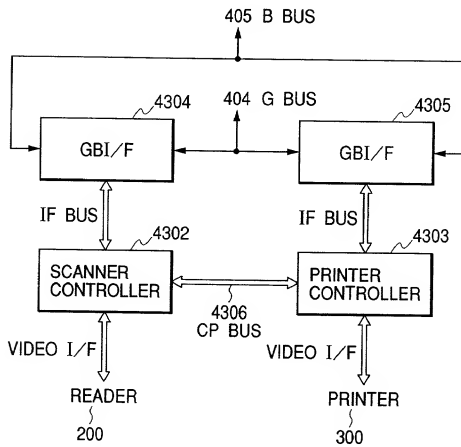 405 B BUS
4304
404 G BUS
4305
GBI/F
GBI/F
IF BUS
4302
IF BUS
4303
SCANNER
CONTROLLER
PRINTER
CONTROLLER
4306
CP BUS
VIDEO I/F
VIDEO I/F
READER
PRINTER
200
300